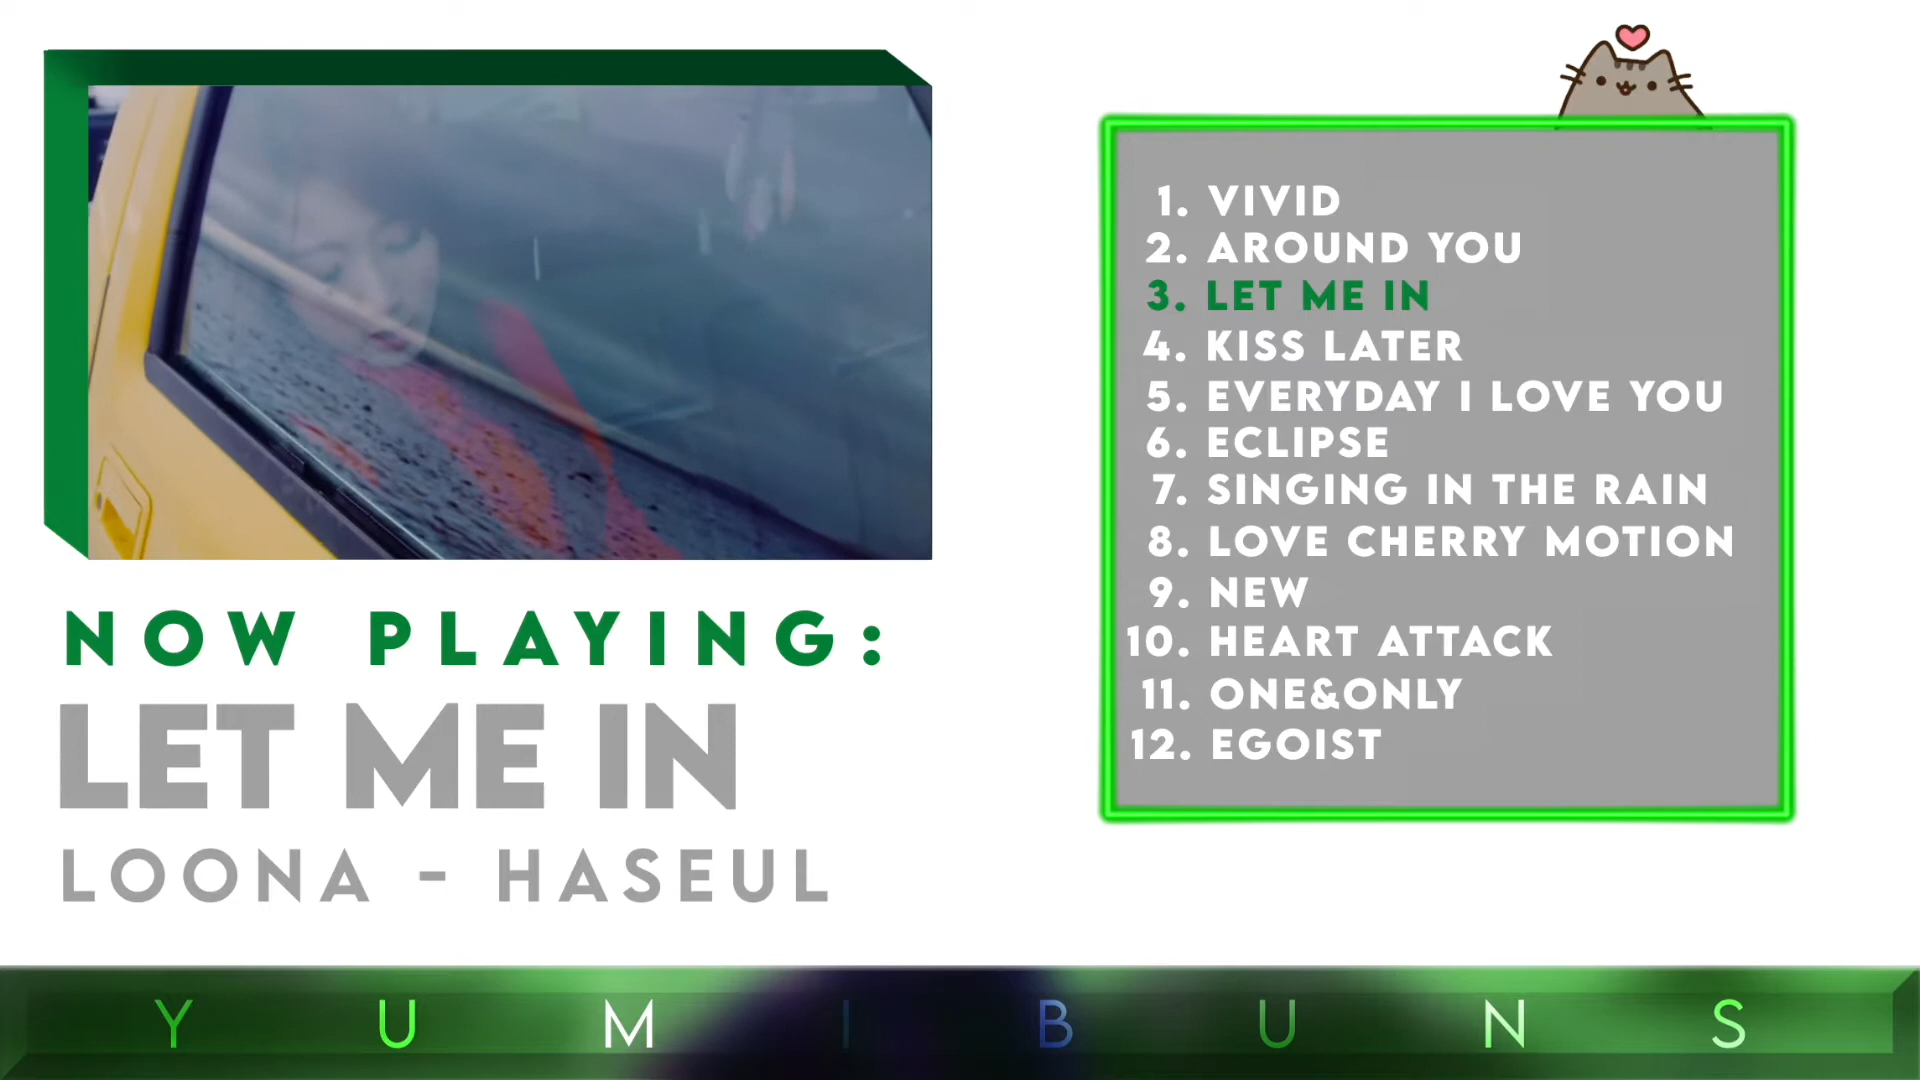 NOW PLAYING:
LET ME IN
LOONA - HASEUL
1. VIVID
2. AROUND YOU
3. LET ME IN
4. KISS LATER
5. EVERYDAY I LOVE YOU
6. ECLIPSE
7. SINGING IN THE RAIN
8. LOVE CHERRY MOTION
9. NEW
10. HEART ATTACK
11. ONE&ONLY
12. EGOIST
YUMIBUNS